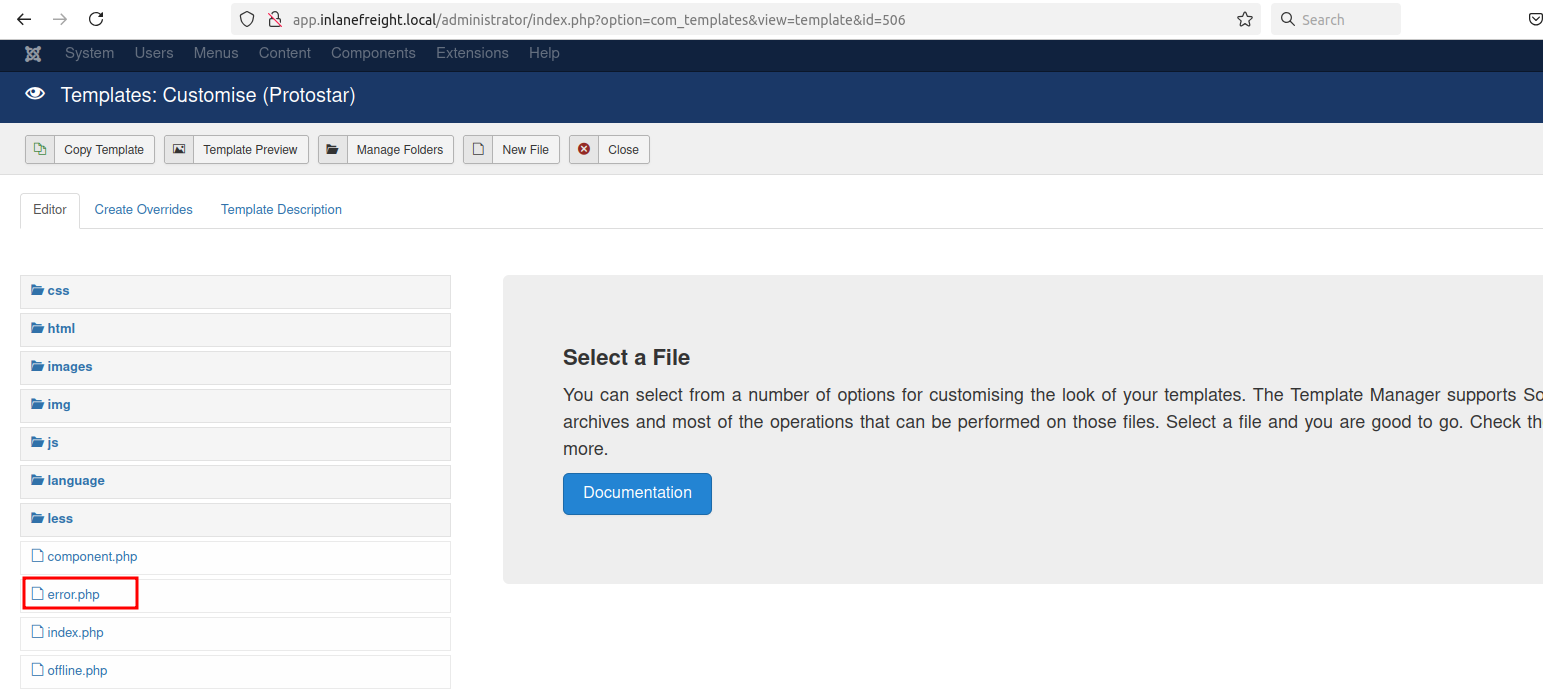 app.inlanefreight.local/administrator/index.php?option=com_templates&view=template&id=506
Search
System Users Menus Content Components Extensions Help
Templates: Customise (Protostar)
Copy Template Template Preview Manage Folders New File Close
Editor Create Overrides Template Description
css
html
images
img
js
language
less
component.php
error.php
index.php
offline.php
Select a File
You can select from a number of options for customising the look of your templates. The Template Manager supports So
archives and most of the operations that can be performed on those files. Select a file and you are good to go. Check th
more.
Documentation